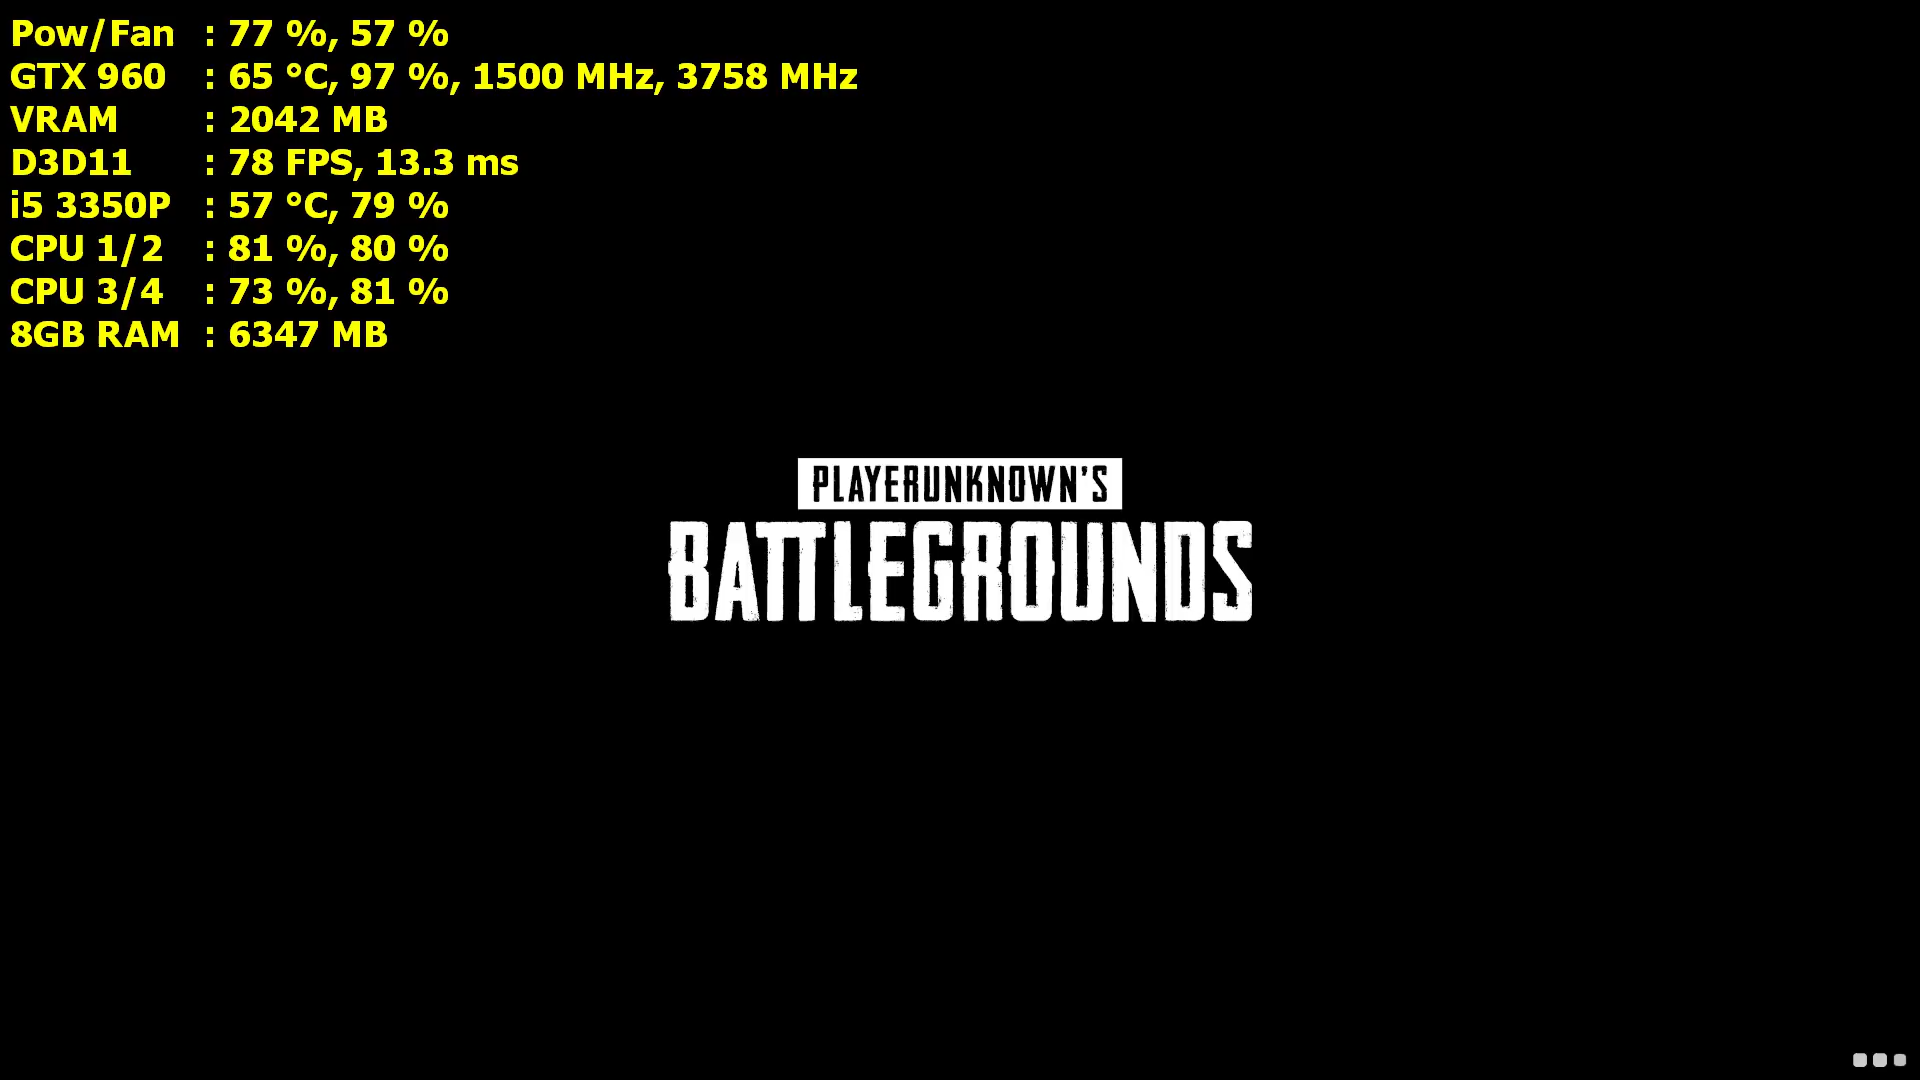 Pow/Fan : 77 %, 57 %
GTX 960 : 65 °C, 97 %, 1500 MHz, 3758 MHz
VRAM : 2042 MB
D3D11 : 78 FPS, 13.3 ms
i5 3350P : 57 °C, 79 %
CPU 1/2 : 81 %, 80 %
CPU 3/4 : 73 %, 81 %
8GB RAM : 6347 MB
PLAYERUNKNOWN'S
BATTLEGROUNDS